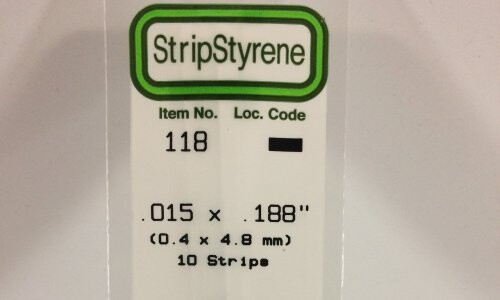 StripStyrene
Item No. Loc. Code
118
.015 x .188"
(0.4 x 4.8 mm)
10 Strips